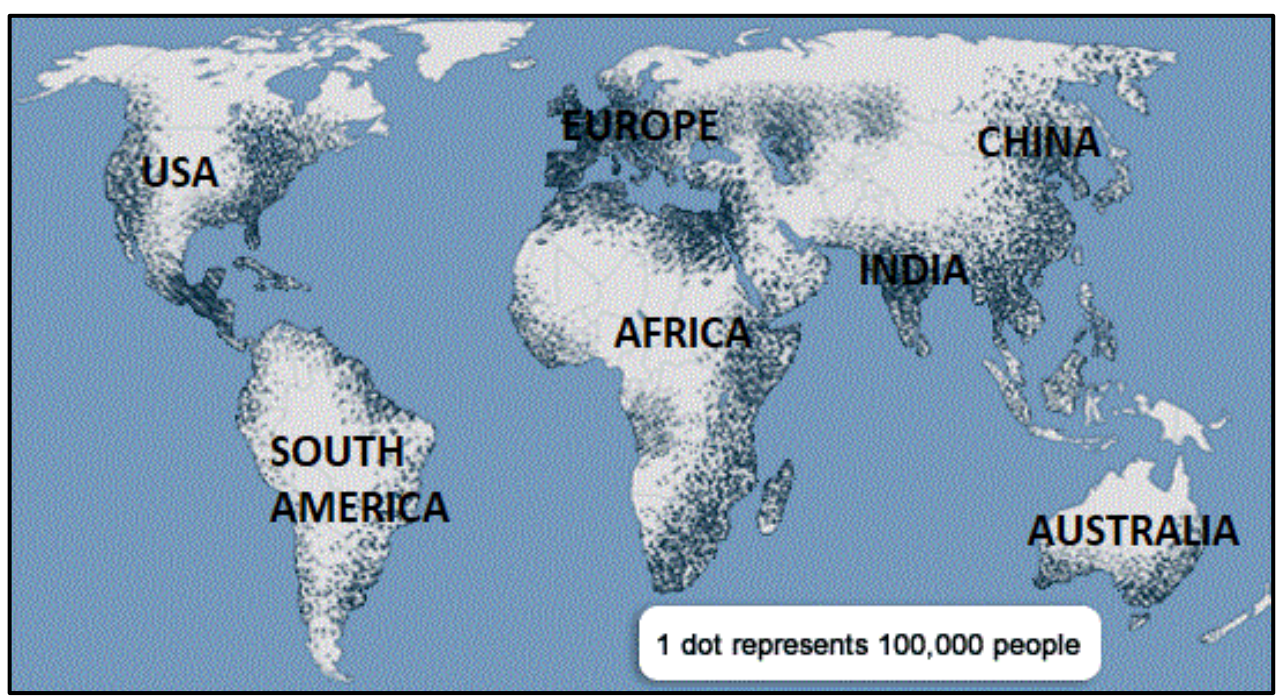 EUROPE
CHINA
USA
INDIA
AFRICA
SOUTH
AMERICA
AUSTRALIA
1 dot represents 100,000 people